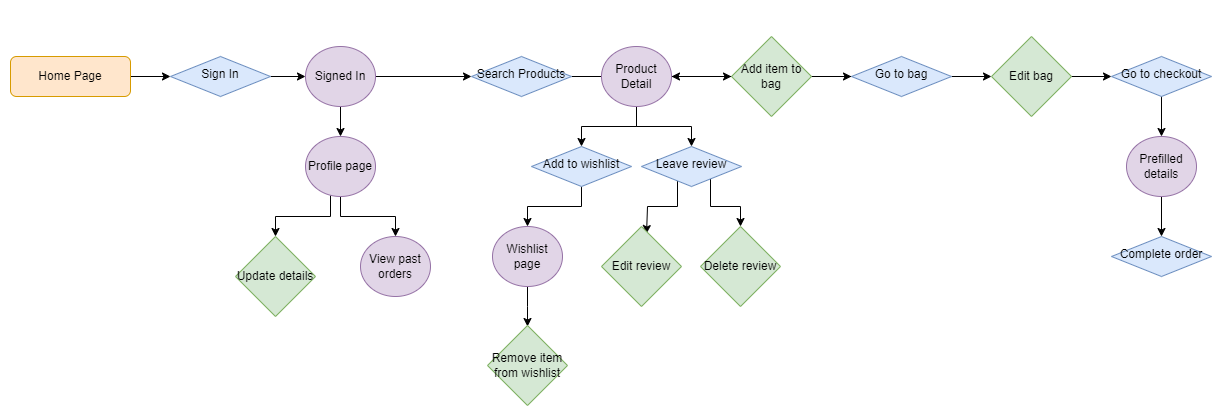 Home Page
Sign In
Signed In
Search Products
Product
Detail
Add item to
bag
Go to bag
Edit bag
Go to checkout
Profile page
Add to wishlist
Leave review
Prefilled
details
Update details
View past
orders
Wishlist
page
Edit review
Delete review
Complete order
Remove item
from wishlist